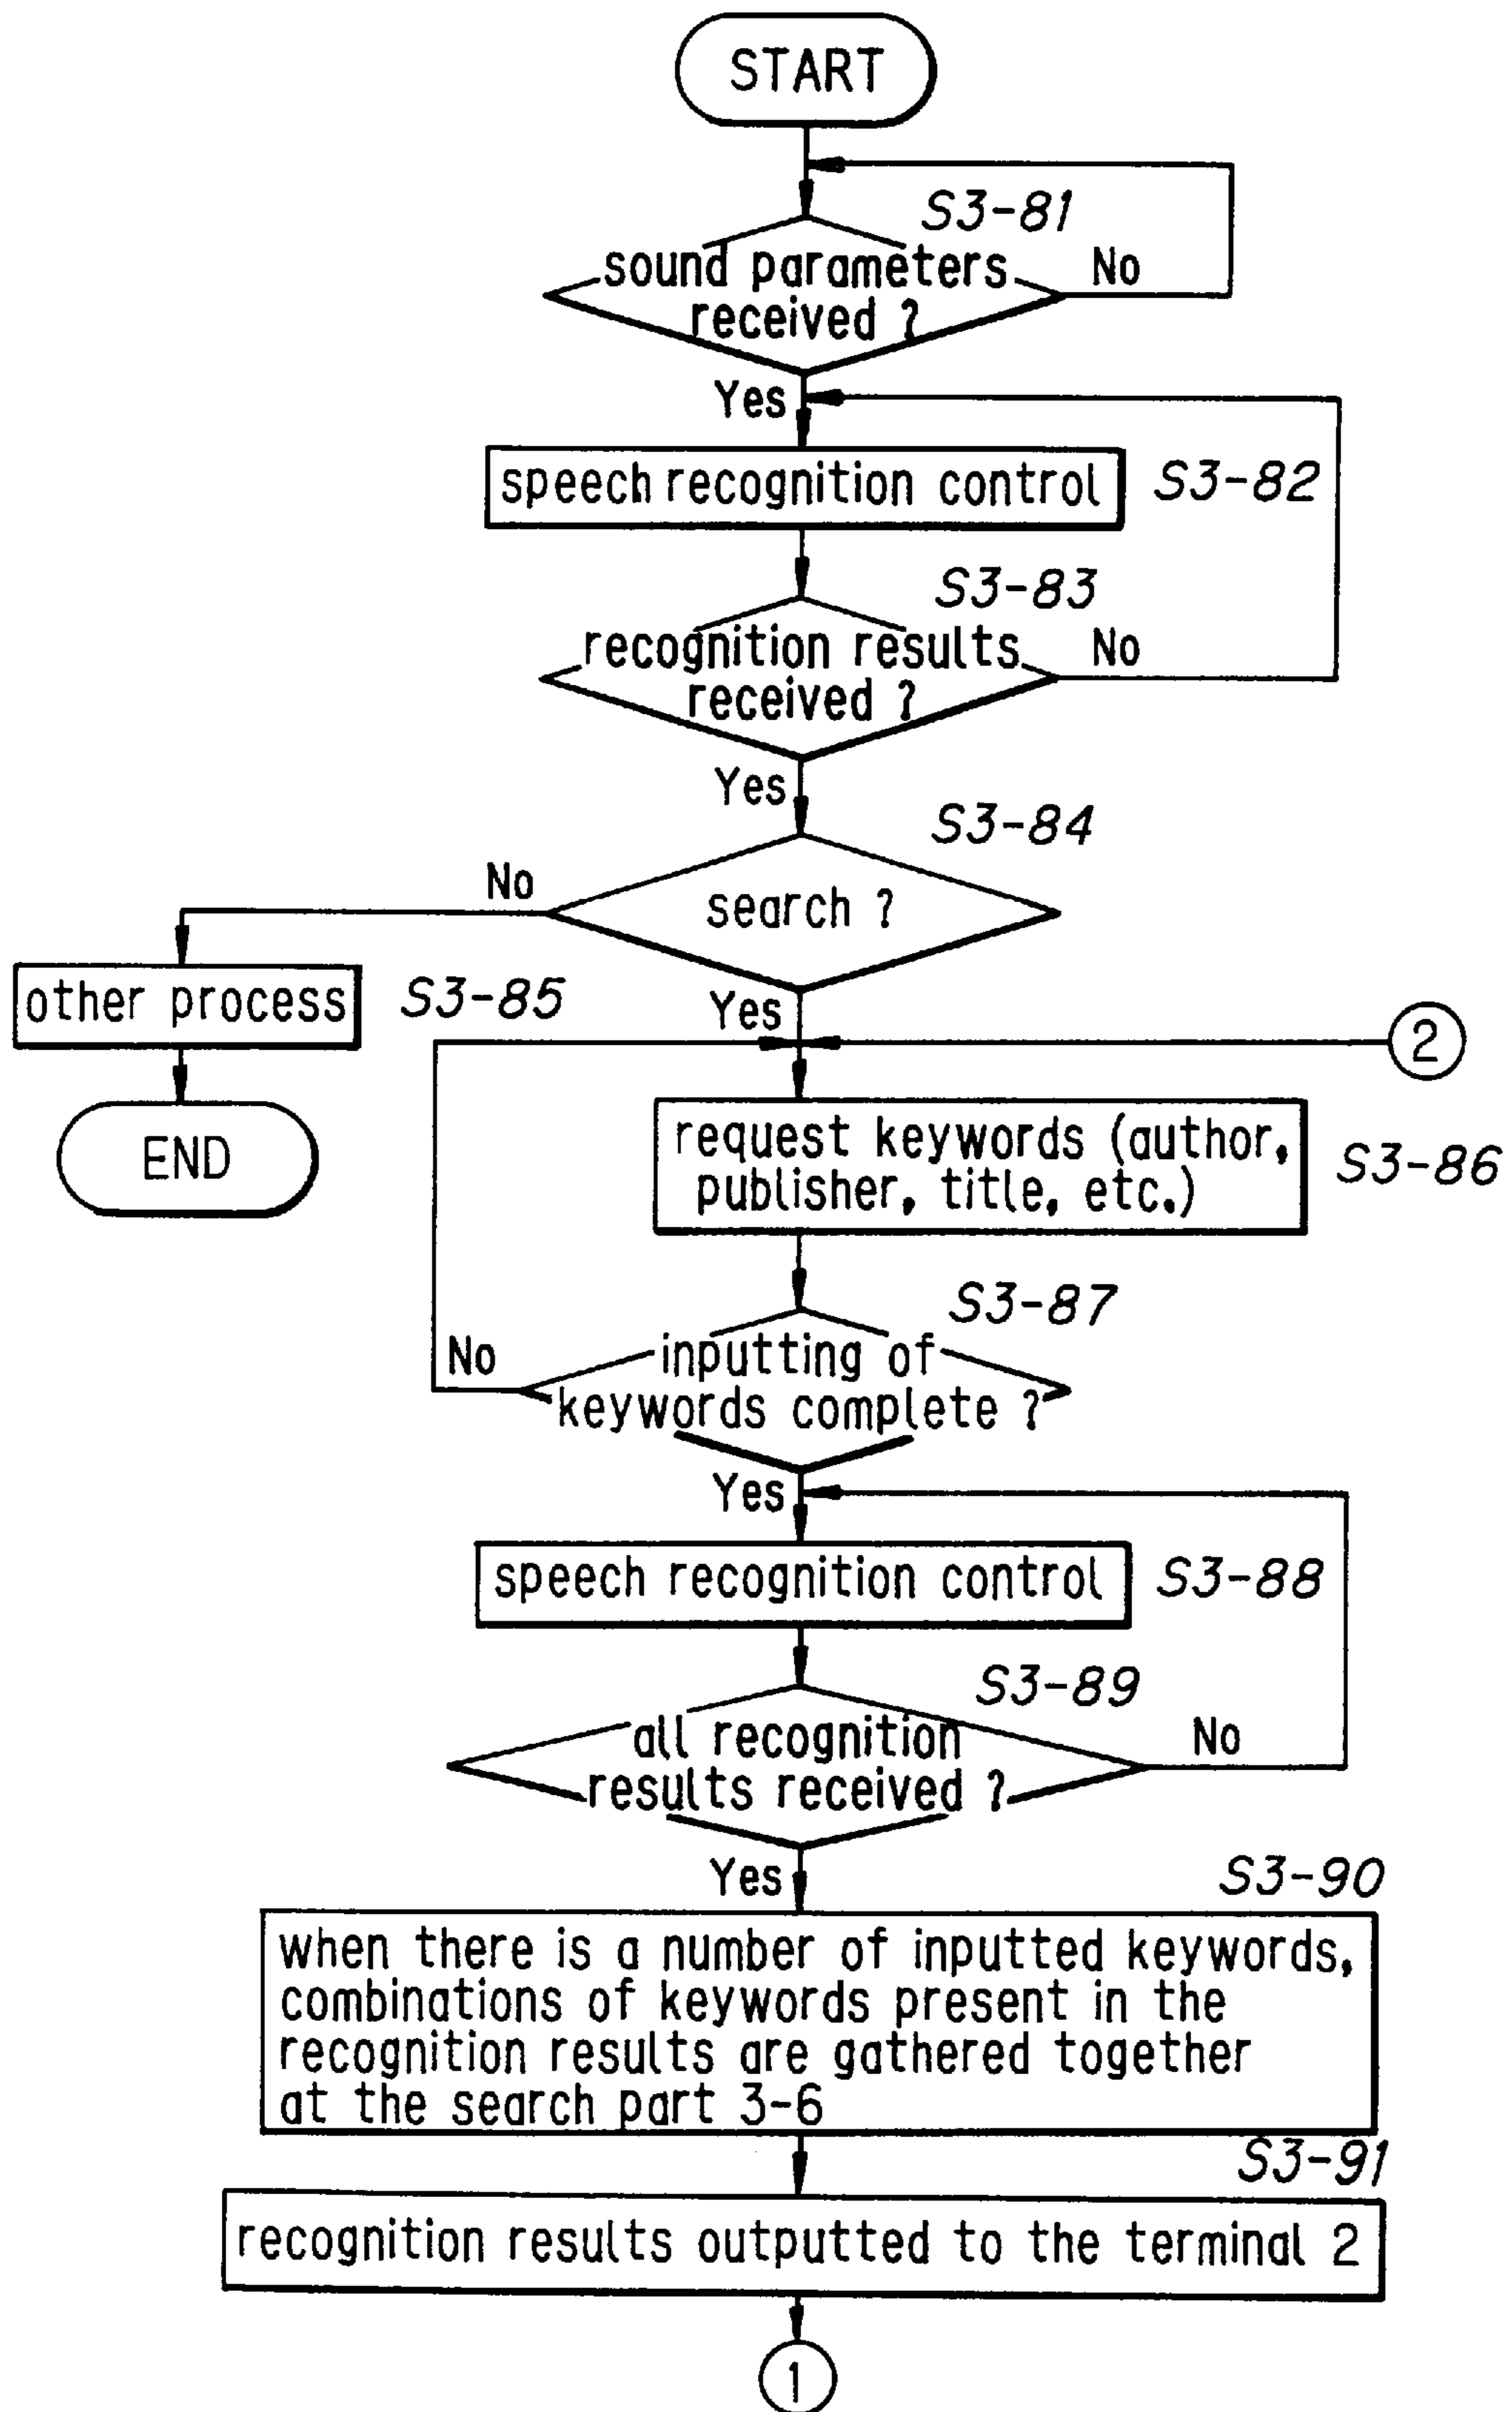 START
S3-81
sound parameters
received ?
No
Yes
speech recognition control
S3-82
S3-83
recognition results
received ?
No
Yes
S3-84
search ?
No
other process
S3-85
END
Yes
2
request keywords (author,
publisher, title, etc.)
S3-86
S3-87
inputting of
keywords complete ?
No
Yes
speech recognition control
S3-88
S3-89
all recognition
results received ?
No
Yes
S3-90
when there is a number of inputted keywords,
combinations of keywords present in the
recognition results are gathered together
at the search part 3-6
S3-91
recognition results outputted to the terminal 2
1